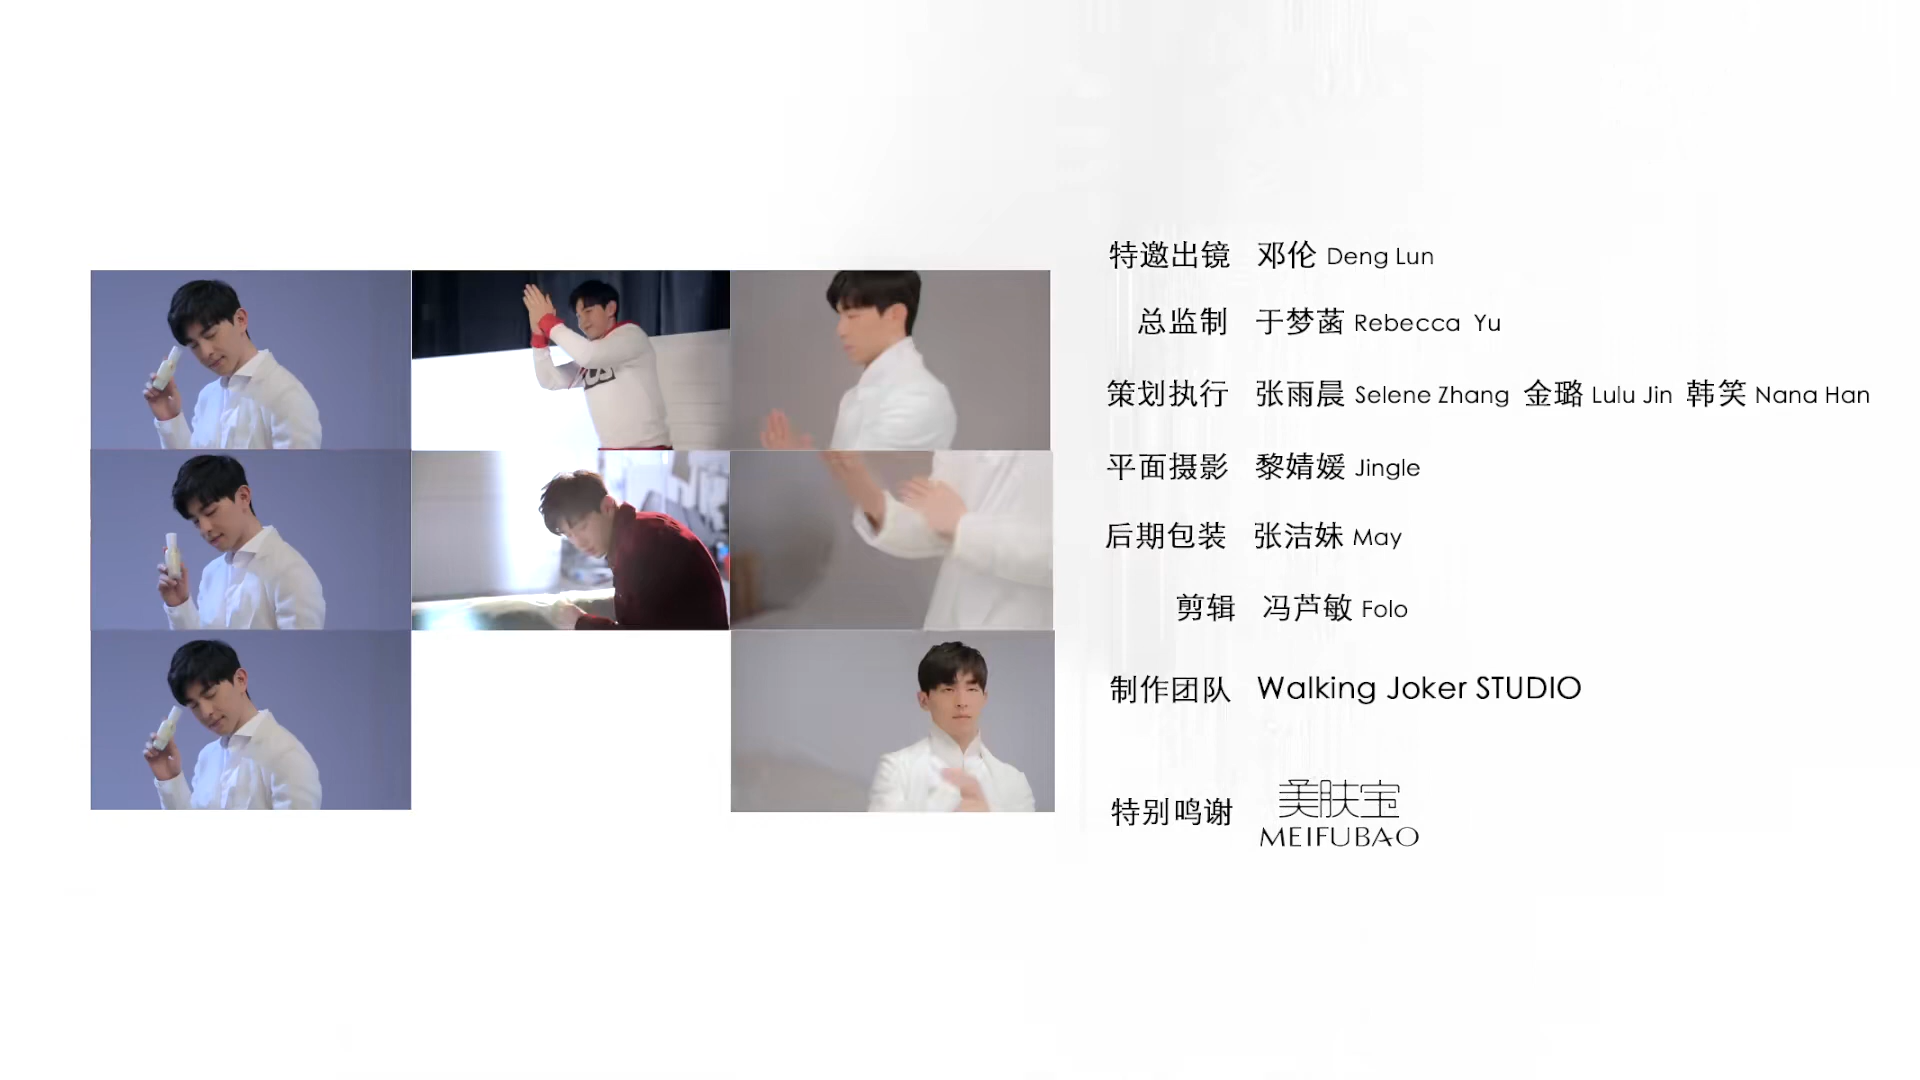 特邀出镜 邓伦 Deng Lun
总监制 于梦菡 Rebecca Yu
策划执行 张雨晨 Selene Zhang 金璐 Lulu Jin 韩笑 Nana Han
平面摄影 黎婧媛 Jingle
后期包装 张洁妹 May
剪辑 冯芦敏 Folo
制作团队 Walking Joker STUDIO
特别鸣谢 美肤宝
MEIFUBAO